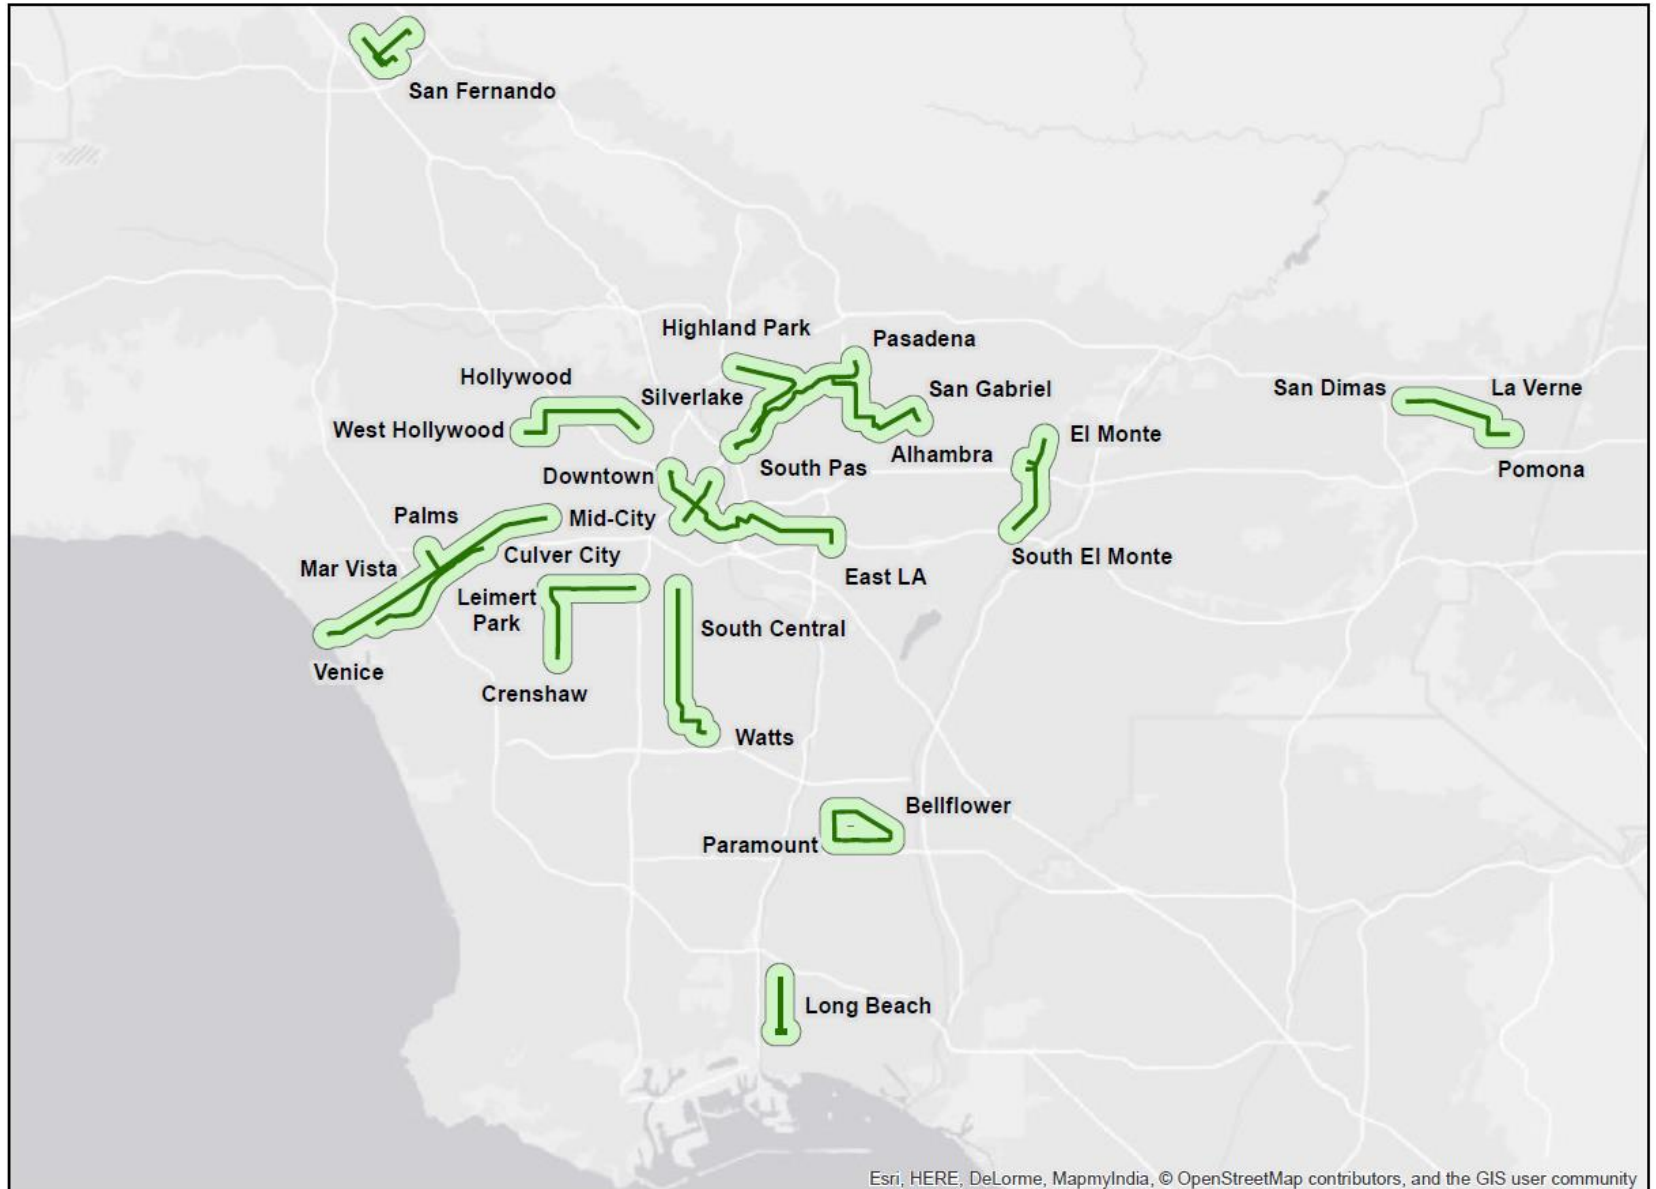 San Fernando
Highland Park
Pasadena
Hollywood
Silverlake
San Gabriel
San Dimas
La Verne
West Hollywood
El Monte
South Pas
Alhambra
Pomona
Downtown
Palms
Mid-City
Culver City
South El Monte
Mar Vista
East LA
Leimert
Park
South Central
Venice
Crenshaw
Watts
Bellflower
Paramount
Long Beach
Esri, HERE, DeLorme, MapmyIndia, © OpenStreetMap contributors, and the GIS user community